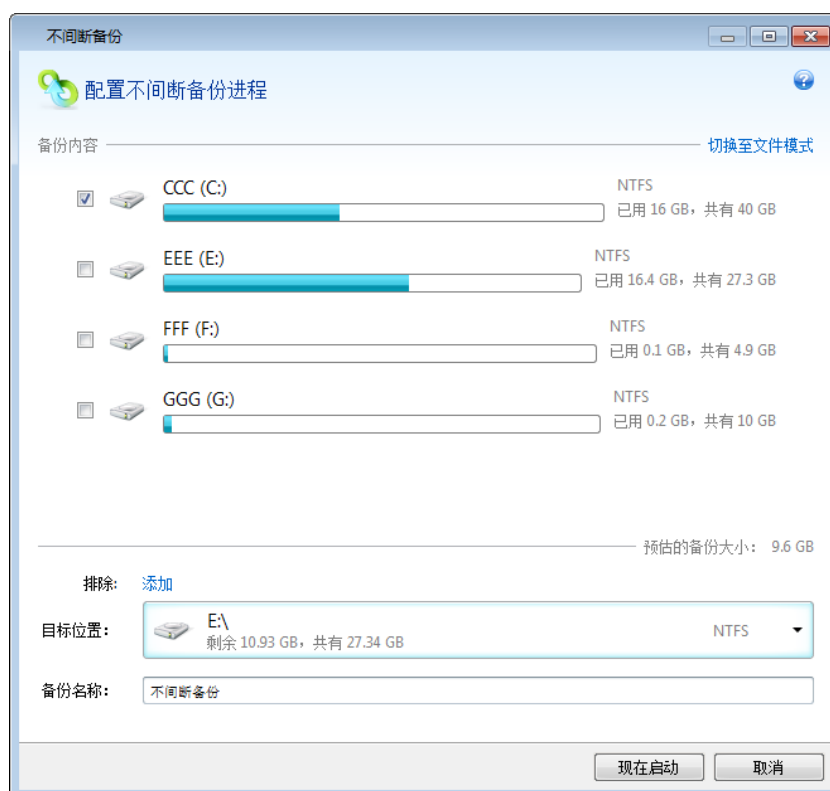 不间断备份
配置不间断备份进程
备份内容 切换至文件模式
CCC (C:) NTFS
已用 16 GB，共有 40 GB
EEE (E:) NTFS
已用 16.4 GB，共有 27.3 GB
FFF (F:) NTFS
已用 0.1 GB，共有 4.9 GB
GGG (G:) NTFS
已用 0.2 GB，共有 10 GB
预估的备份大小： 9.6 GB
排除: 添加
目标位置： E:\ NTFS
剩余 10.93 GB，共有 27.34 GB
备份名称： 不间断备份
现在启动 取消